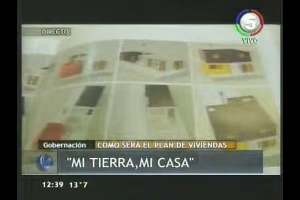 DIRECTO
5
VIVO
Gobernación
COMO SERÁ EL PLAN DE VIVIENDAS
"MI TIERRA,MI CASA"
12:39 13'7